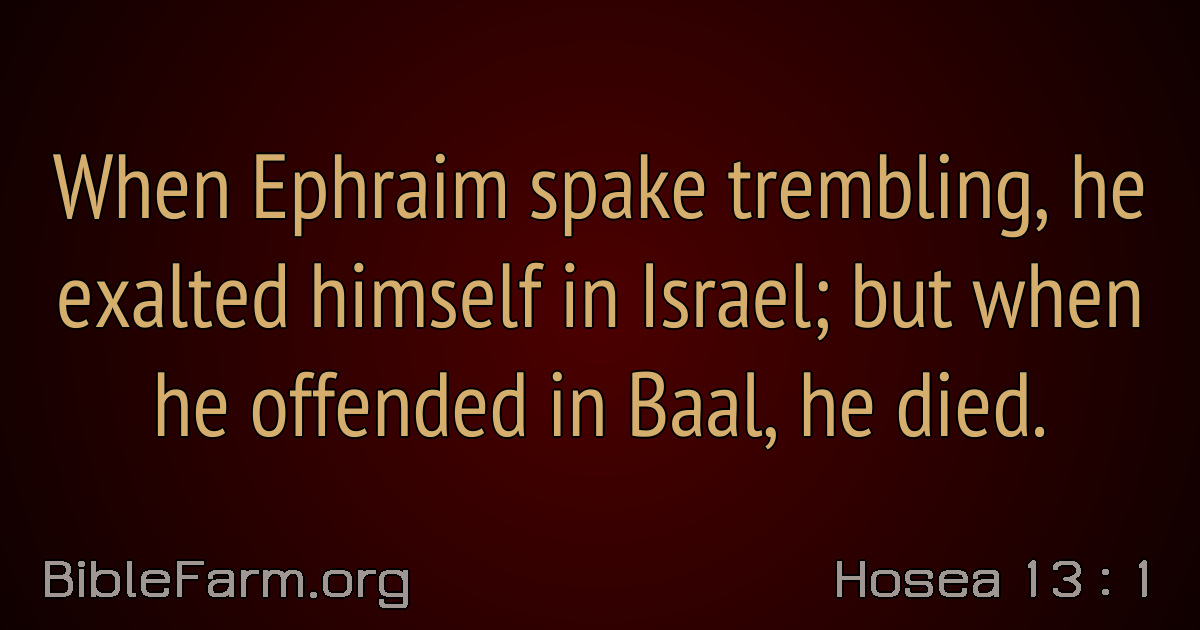 When Ephraim spake trembling, he
exalted himself in Israel; but when
he offended in Baal, he died.
BibleFarm.org
Hosea 13 : 1